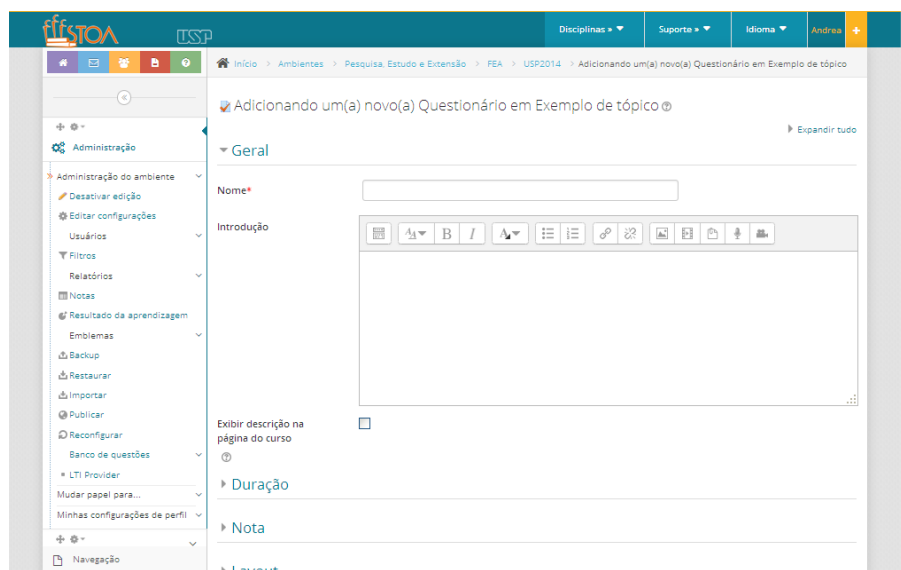 STOA
USP
Disciplinas » ▼
Suporte » ▼
Idioma ▼
Andrea
Início > Ambientes > Pesquisa, Estudo e Extensão > FEA > USP2014 > Adicionando um(a) novo(a) Questionário em Exemplo de tópico
Adicionando um(a) novo(a) Questionário em Exemplo de tópico
Expandir tudo
Administração
Administração do ambiente
Desativar edição
Editar configurações
Usuários
Filtros
Relatórios
Notas
Resultado da aprendizagem
Emblemas
Backup
Restaurar
Importar
Publicar
Reconfigurar
Banco de questões
LTI Provider
Mudar papel para...
Minhas configurações de perfil
Navegação
Geral
Nome*
Introdução
Exibir descrição na
página do curso
Duração
Nota
Layout